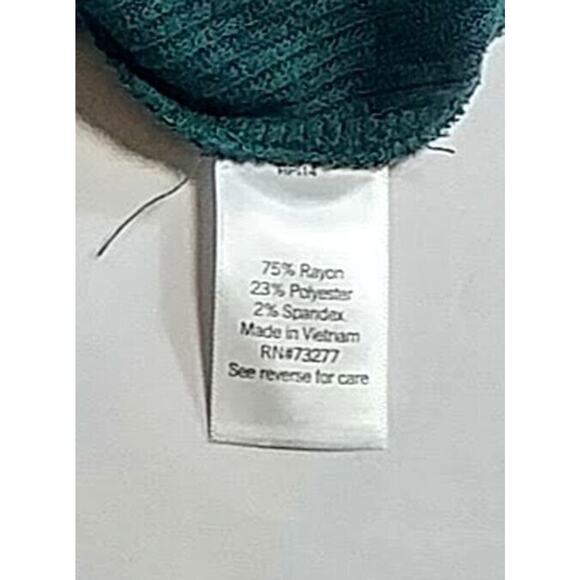 75% Rayon
23% Polyester
2% Spandex
Made in Vietnam
RN#73277
See reverse for care